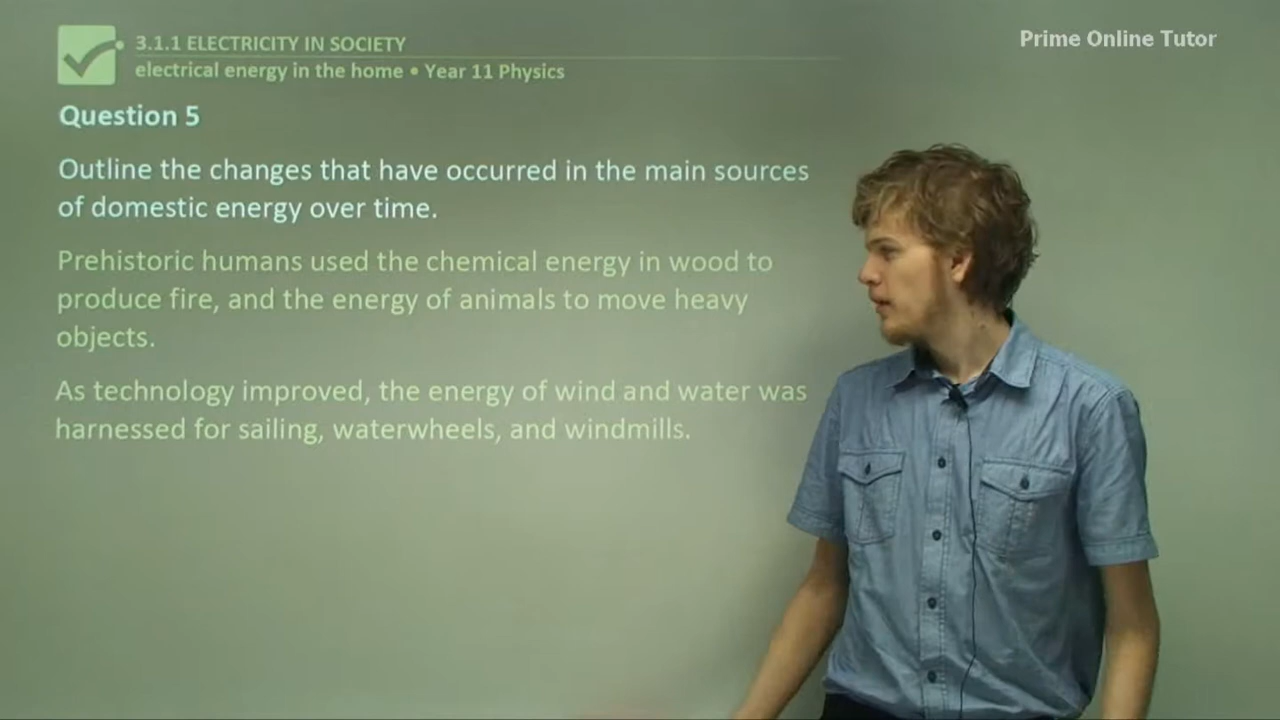 3.1.1 ELECTRICITY IN SOCIETY
Prime Online Tutor
electrical energy in the home • Year 11 Physics
Question 5
Outline the changes that have occurred in the main sources
of domestic energy over time.
Prehistoric humans used the chemical energy in wood to
produce fire, and the energy of animals to move heavy
objects.
As technology improved, the energy of wind and water was
harnessed for sailing, waterwheels, and windmills.